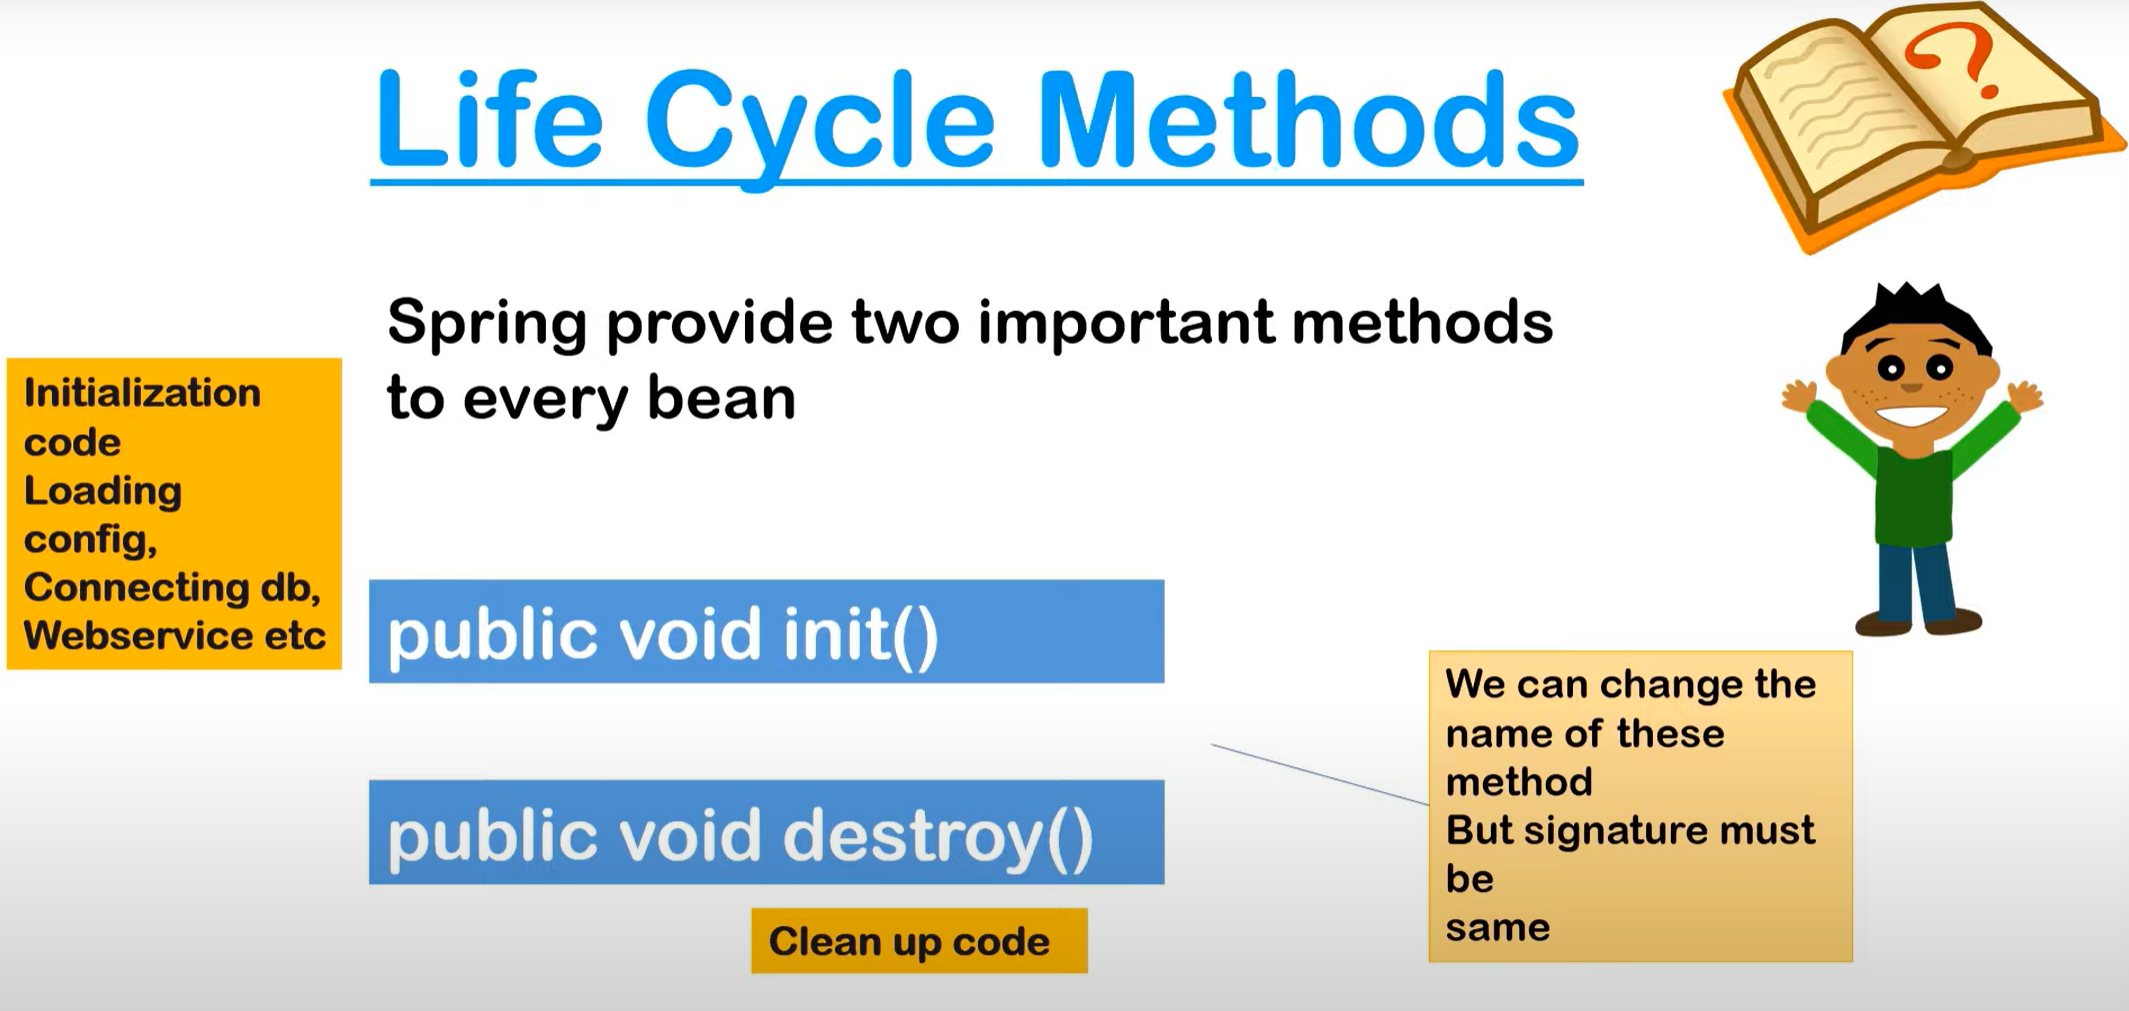 Life Cycle Methods
Spring provide two important methods
to every bean
Initialization
code
Loading
config,
Connecting db,
Webservice etc
public void init()
We can change the
name of these
method
But signature must
be
same
public void destroy()
Clean up code